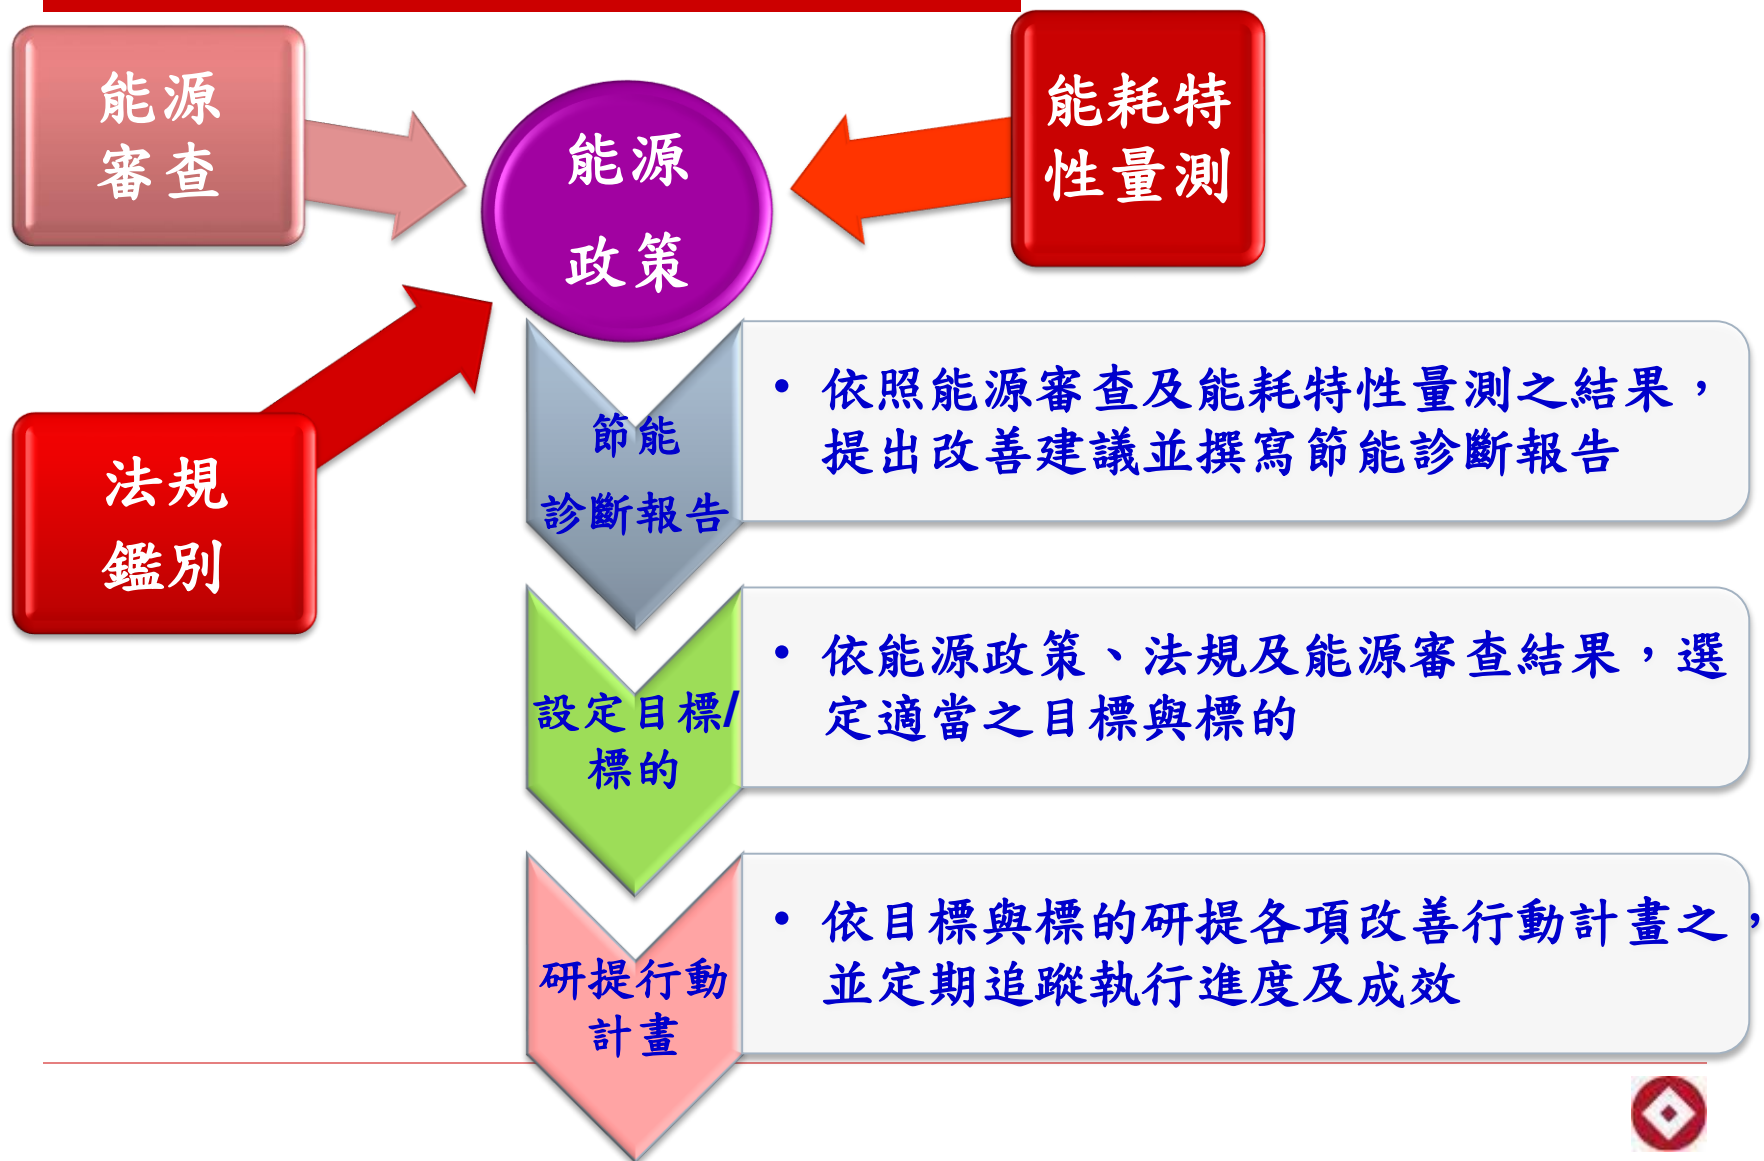 能源
審查
能耗特
性量測
能源
政策
法規
鑑別
節能
診斷報告
• 依照能源審查及能耗特性量測之結果，
提出改善建議並撰寫節能診斷報告
設定目標/
標的
• 依能源政策、法規及能源審查結果，選
定適當之目標與標的
研提行動
計畫
• 依目標與標的研提各項改善行動計畫之，
並定期追蹤執行進度及成效